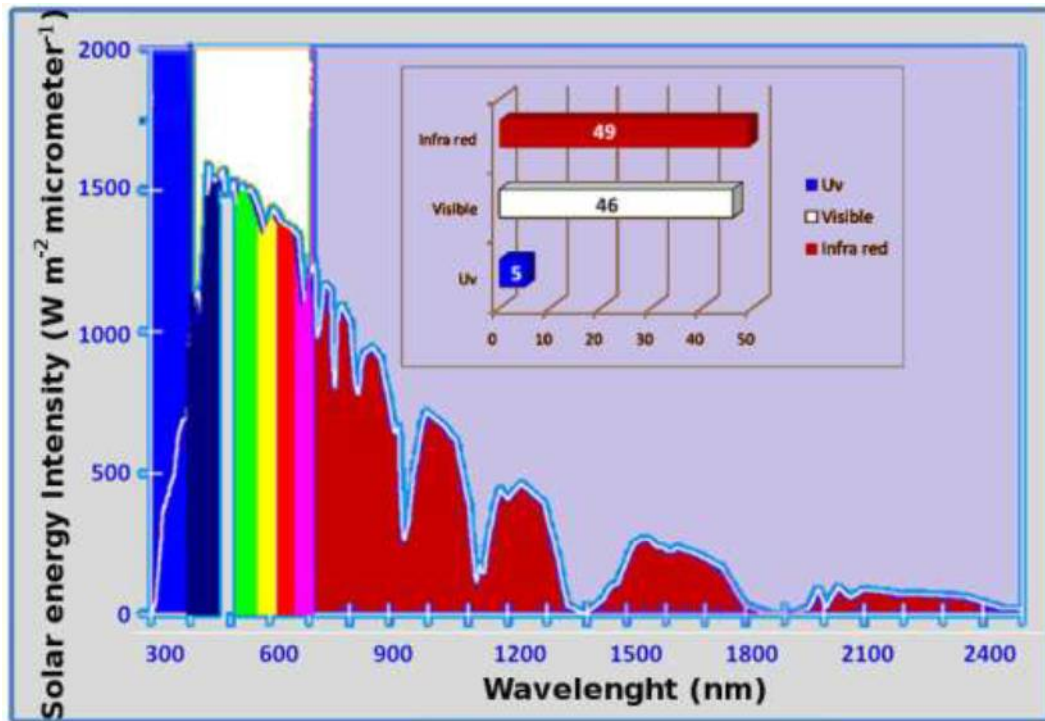 Solar energy Intensity (W m-2 micrometer-1)
2000
1500
1000
500
0
Infra red
49
Visible
46
Uv
5
0 10 20 30 40 50
Uv
Visible
Infra red
300 600 900 1200 1500 1800 2100 2400
Wavelenght (nm)